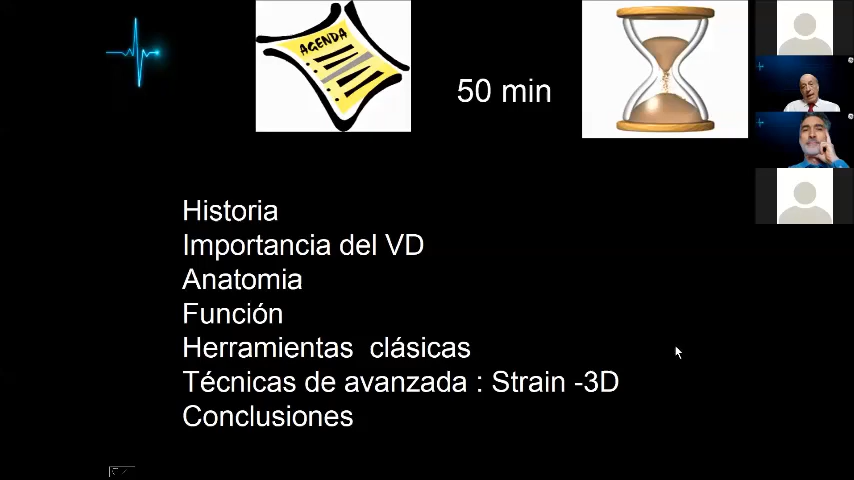 AGENDA
50 min
Historia
Importancia del VD
Anatomia
Función
Herramientas clásicas
Técnicas de avanzada : Strain -3D
Conclusiones